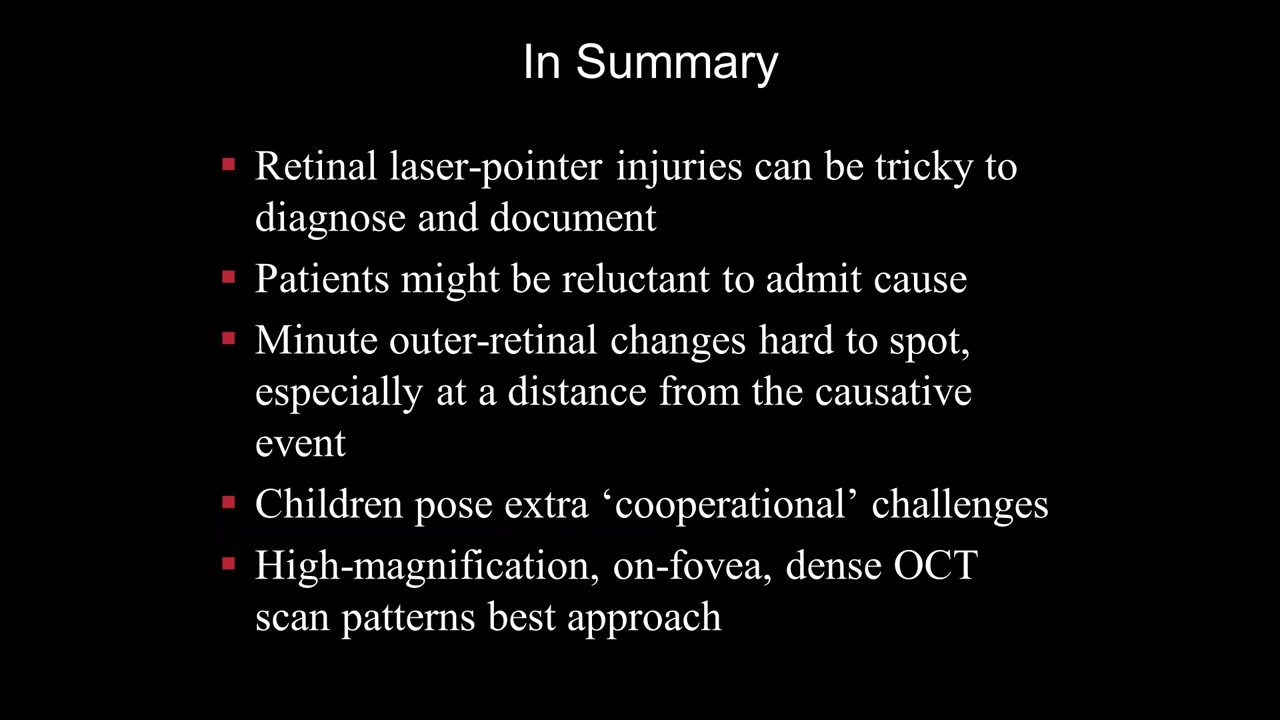 In Summary
▪ Retinal laser-pointer injuries can be tricky to
diagnose and document
▪ Patients might be reluctant to admit cause
▪ Minute outer-retinal changes hard to spot,
especially at a distance from the causative
event
▪ Children pose extra ‘cooperational’ challenges
▪ High-magnification, on-fovea, dense OCT
scan patterns best approach